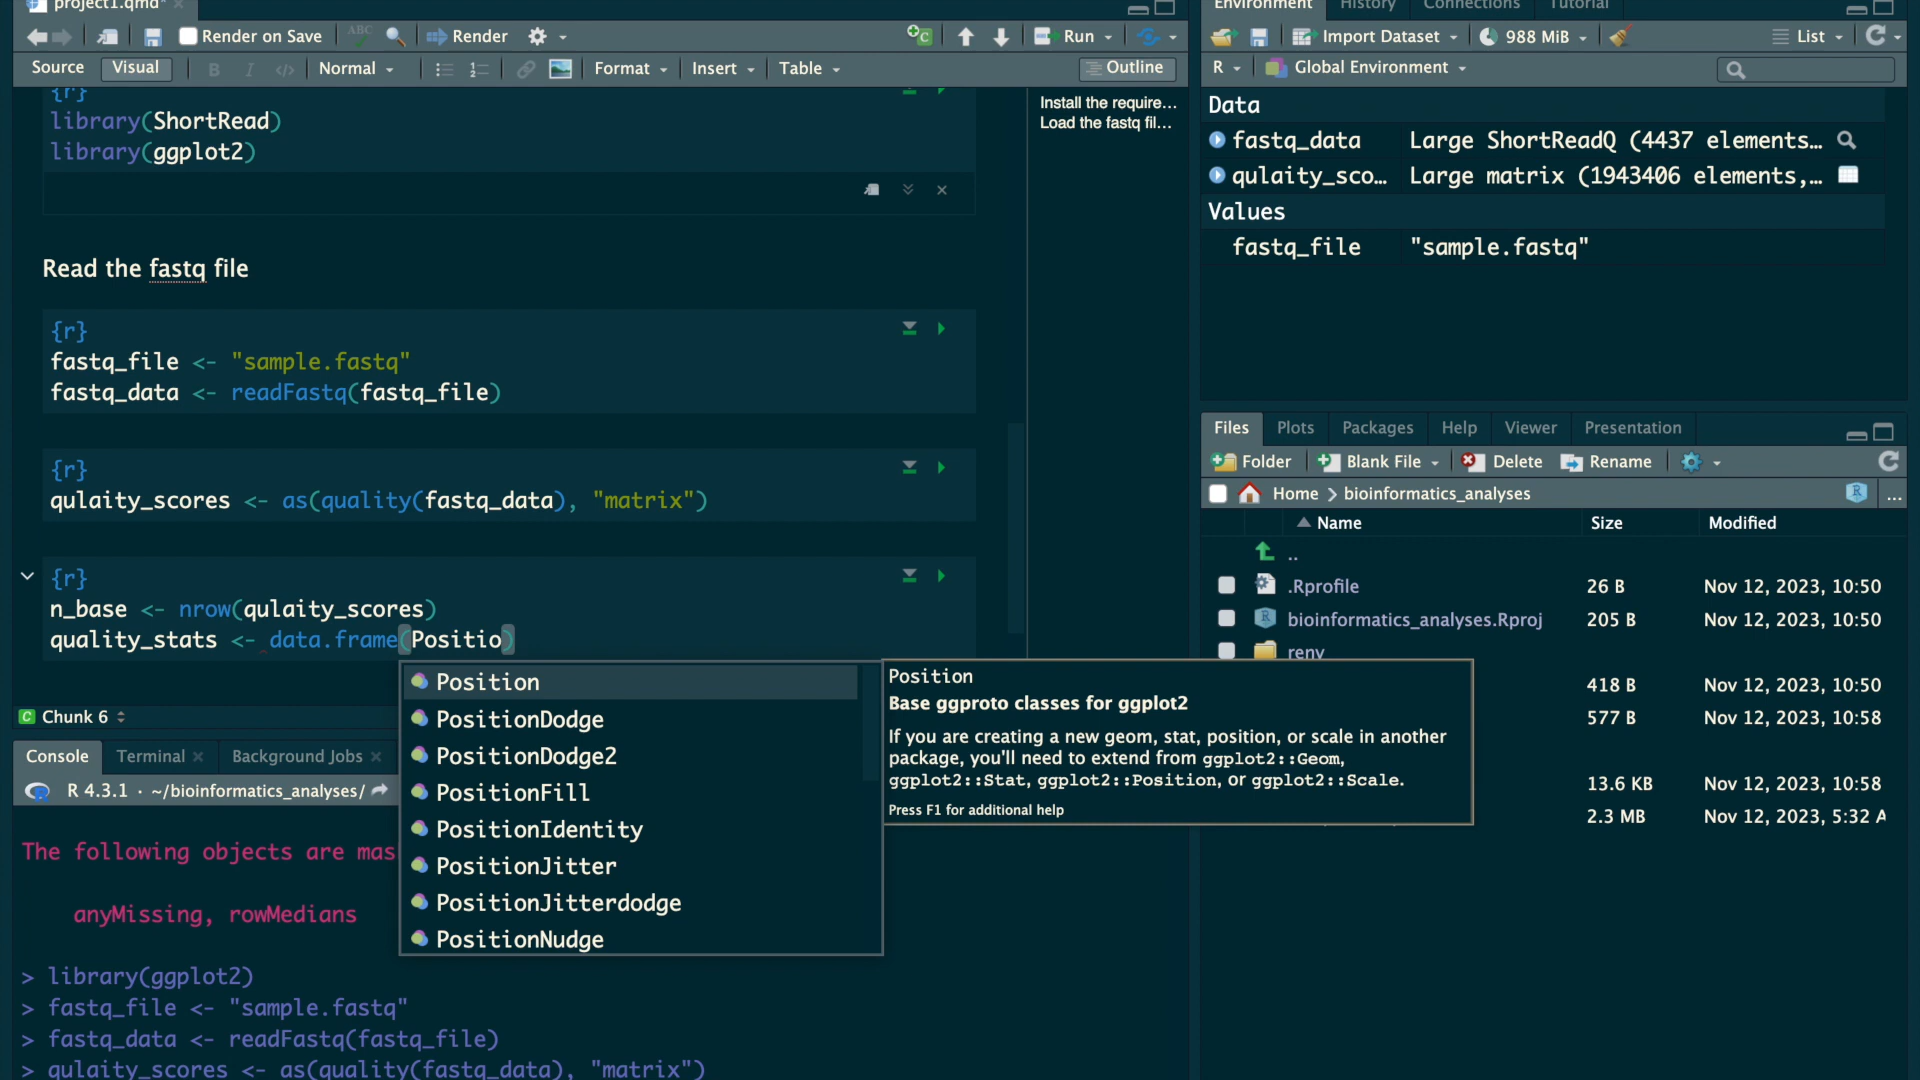 project1.qmd*
Render on Save
ABC
Render
Run
Source
Visual
B
I
</>
Normal
Format
Insert
Table
Outline
{r}
library(ShortRead)
library(ggplot2)
Install the require...
Load the fastq fil...
Read the fastq file
{r}
fastq_file <- "sample.fastq"
fastq_data <- readFastq(fastq_file)
{r}
qulaity_scores <- as(quality(fastq_data), "matrix")
{r}
n_base <- nrow(qulaity_scores)
quality_stats <- data.frame(Positio)
Position
PositionDodge
PositionDodge2
PositionFill
PositionIdentity
PositionJitter
PositionJitterdodge
PositionNudge
Position
Base ggproto classes for ggplot2
If you are creating a new geom, stat, position, or scale in another
package, you'll need to extend from ggplot2::Geom,
ggplot2::Stat, ggplot2::Position, or ggplot2::Scale.
Press F1 for additional help
C Chunk 6
Console
Terminal
Background Jobs
R 4.3.1 · ~/bioinformatics_analyses/
The following objects are mas
anyMissing, rowMedians
> library(ggplot2)
> fastq_file <- "sample.fastq"
> fastq_data <- readFastq(fastq_file)
> qulaity_scores <- as(quality(fastq_data), "matrix")
Environment
History
Connections
Tutorial
Import Dataset
988 MiB
List
R
Global Environment
Data
fastq_data Large ShortReadQ (4437 elements...
qulaity_sco... Large matrix (1943406 elements,...
Values
fastq_file "sample.fastq"
Files
Plots
Packages
Help
Viewer
Presentation
Folder
Blank File
Delete
Rename
Home
bioinformatics_analyses
R
...
Name Size Modified
..
.Rprofile 26 B Nov 12, 2023, 10:50
bioinformatics_analyses.Rproj 205 B Nov 12, 2023, 10:50
renv
418 B Nov 12, 2023, 10:50
577 B Nov 12, 2023, 10:58
13.6 KB Nov 12, 2023, 10:58
2.3 MB Nov 12, 2023, 5:32 A